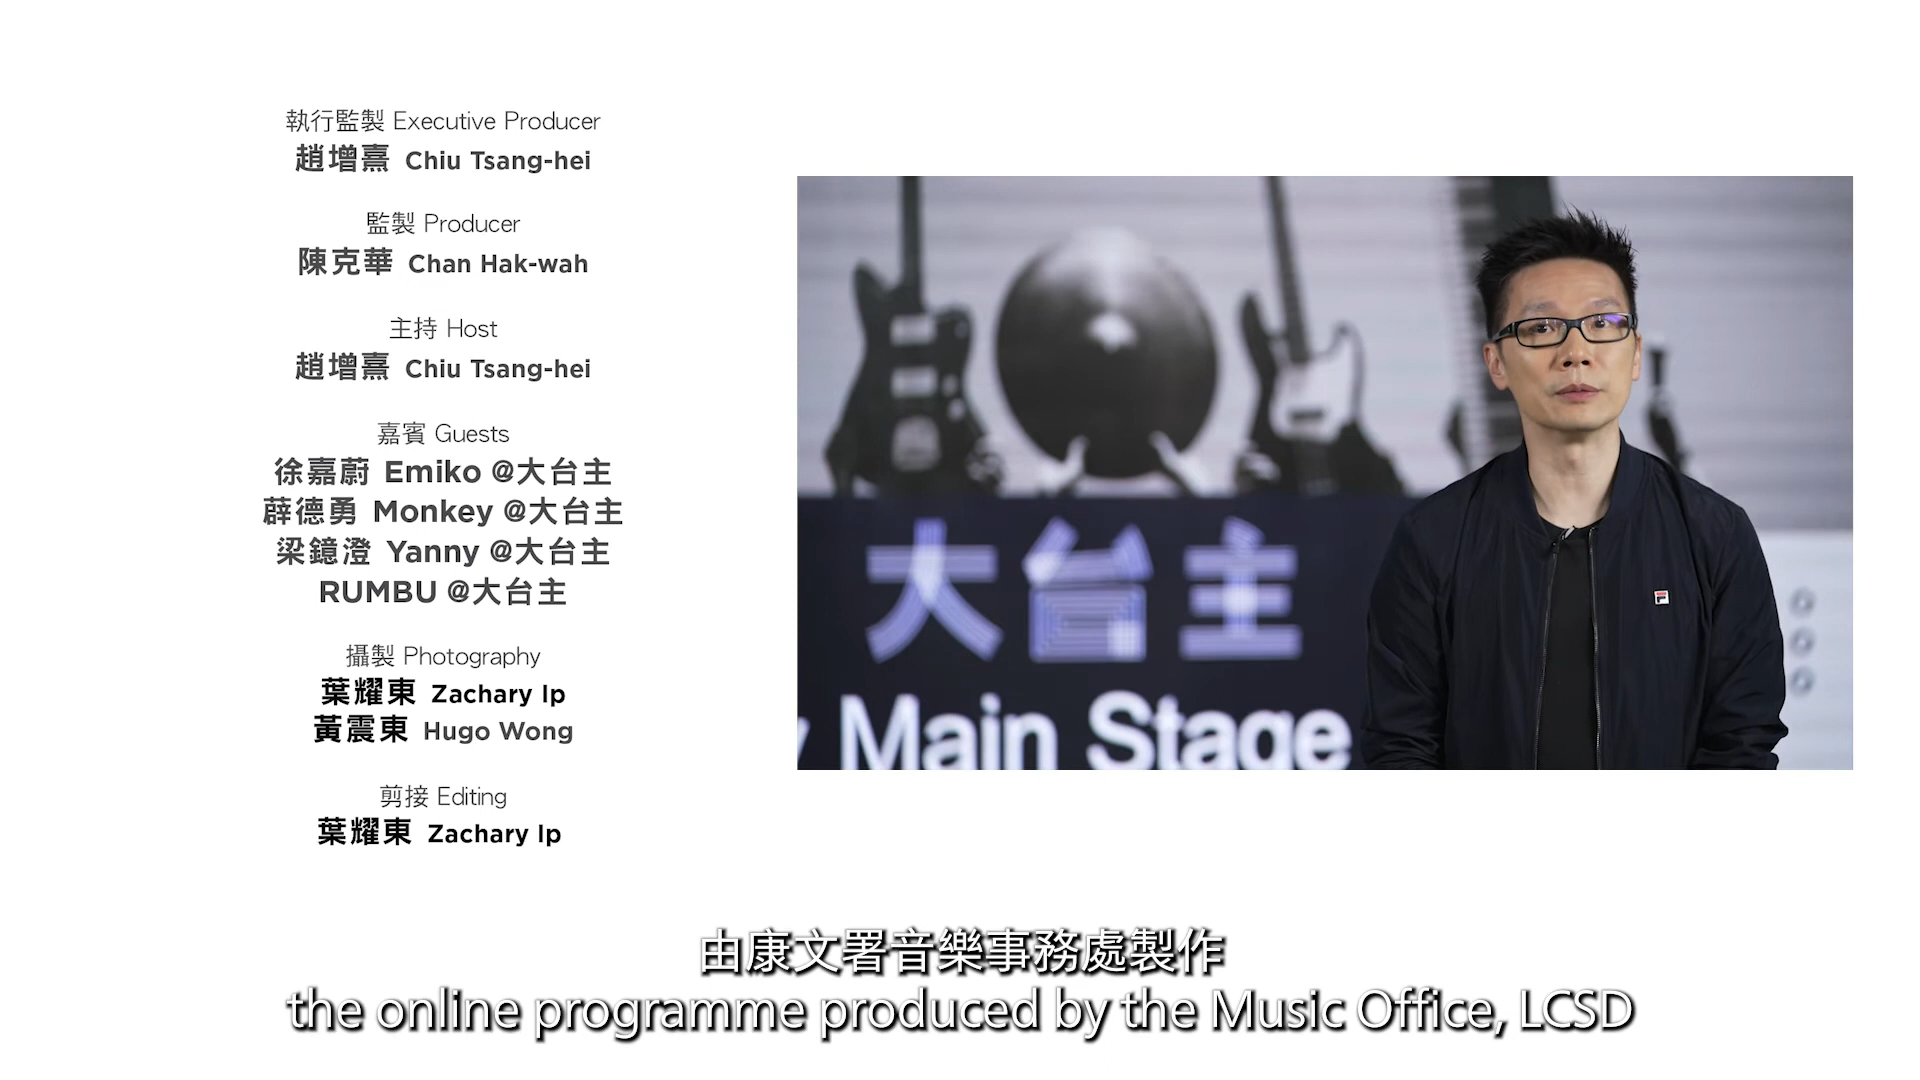 執行監製 Executive Producer
趙增熹 Chiu Tsang-hei
監製 Producer
陳克華 Chan Hak-wah
主持 Host
趙增熹 Chiu Tsang-hei
嘉賓 Guests
徐嘉蔚 Emiko @大台主
薜德勇 Monkey @大台主
梁鐿澄 Yanny @大台主
RUMBU @大台主
攝製 Photography
葉耀東 Zachary Ip
黃震東 Hugo Wong
剪接 Editing
葉耀東 Zachary Ip
大台主
y Main Stage
由康文署音樂事務處製作
the online programme produced by the Music Office, LCSD